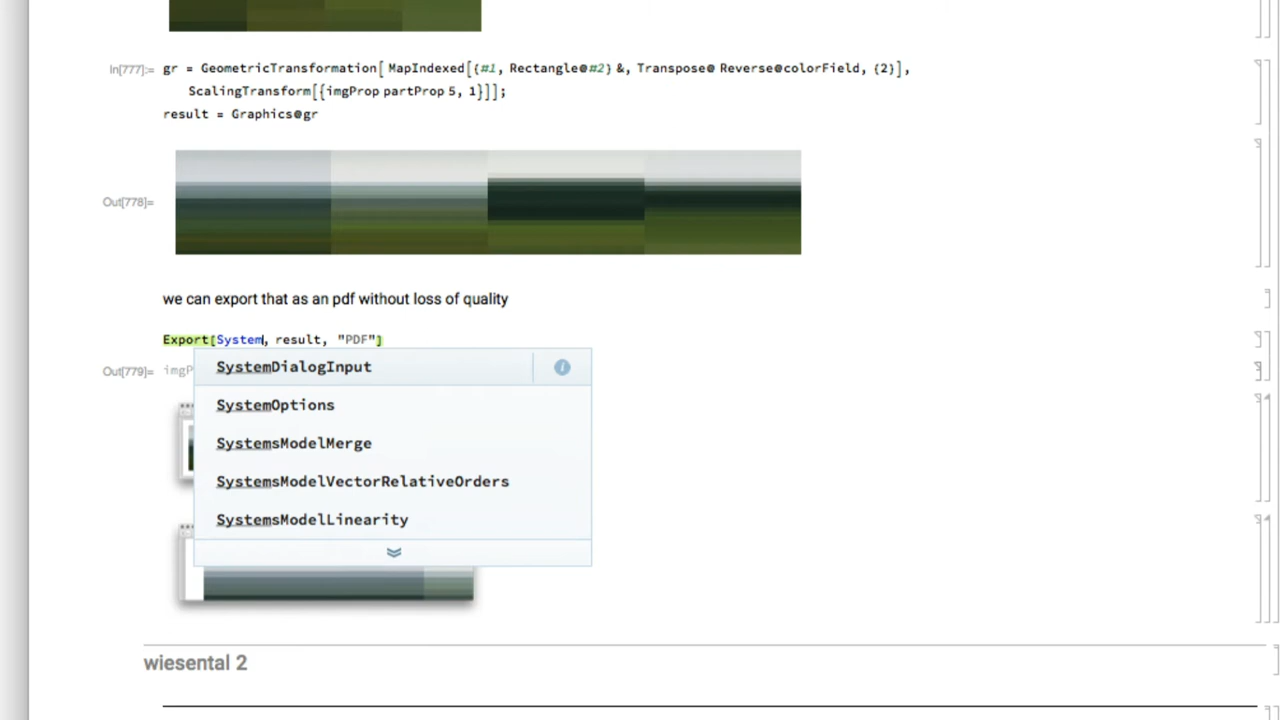 In[777]:= gr = GeometricTransformation[ MapIndexed[{#1, Rectangle@#2} &, Transpose@ Reverse@colorField, {2}],
ScalingTransform[{imgProp partProp 5, 1}]];
result = Graphics@gr
Out[778]=
we can export that as an pdf without loss of quality
Export[System, result, "PDF"]
Out[779]= imgP
SystemDialogInput
SystemOptions
SystemsModelMerge
SystemsModelVectorRelativeOrders
SystemsModelLinearity
wiesental 2